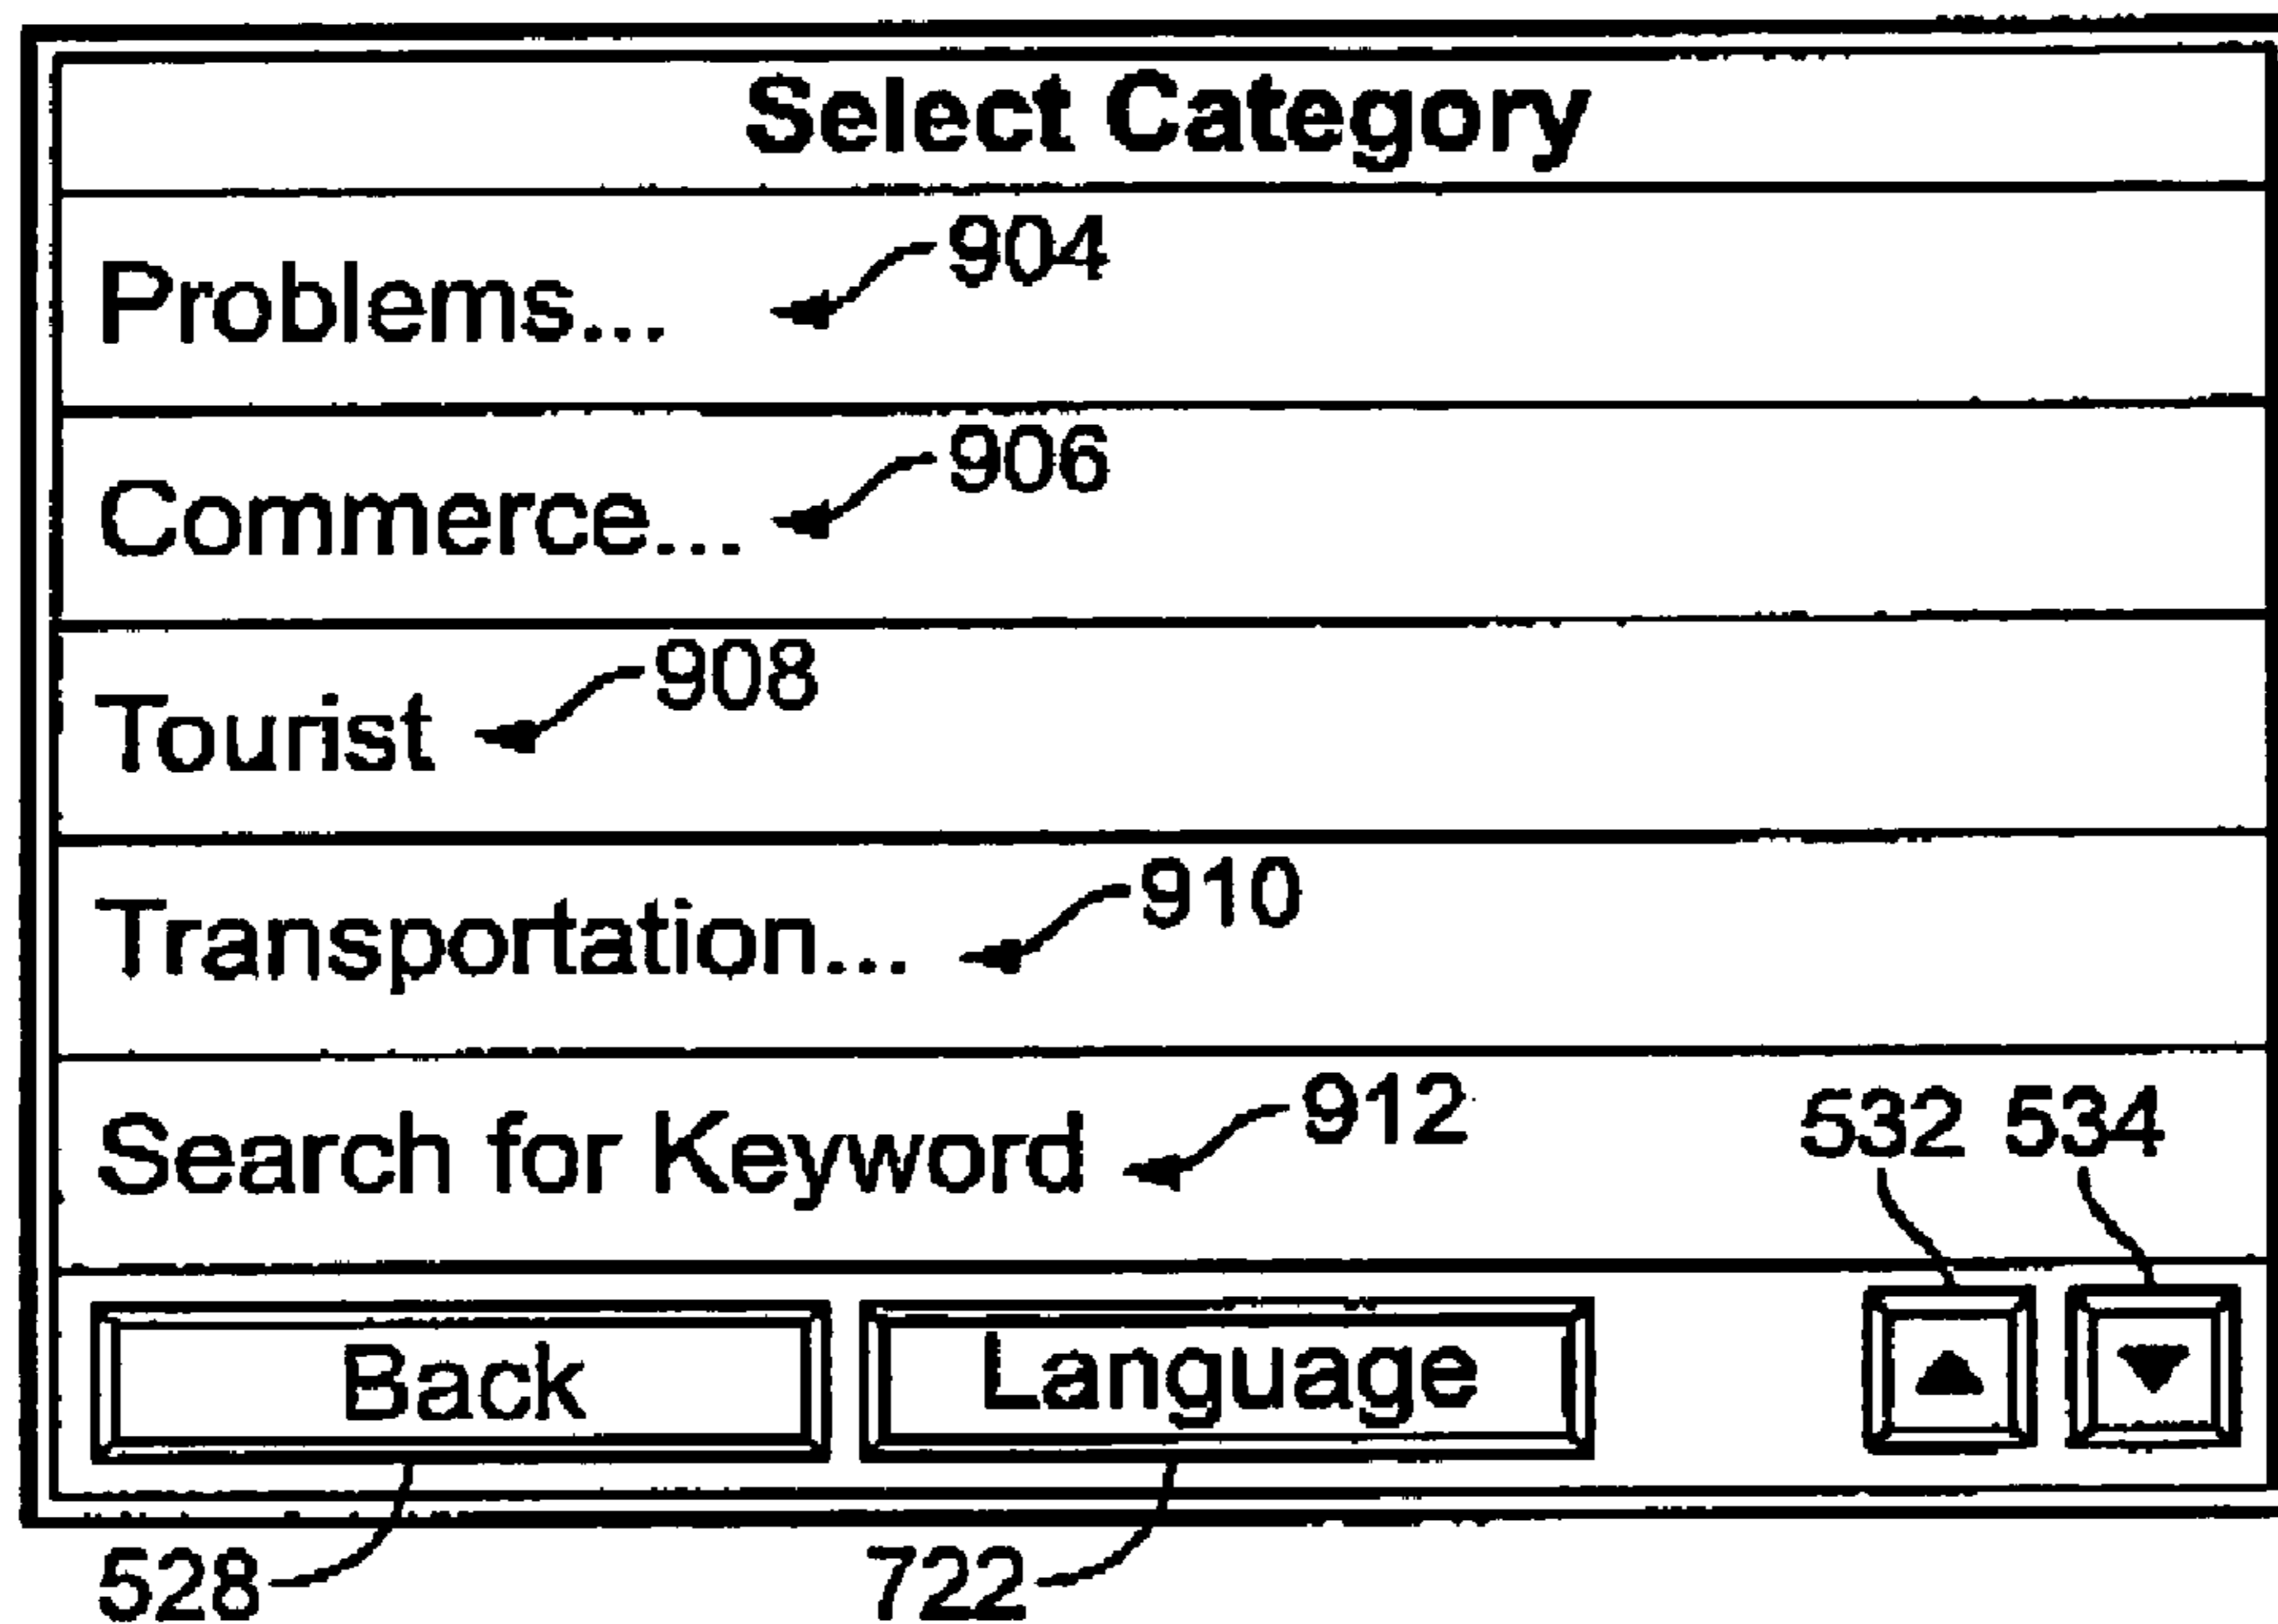 Select Category
904
Problems...
906
Commerce...
908
Tourist
910
Transportation...
912 532 534
Search for Keyword
Back Language
528 722